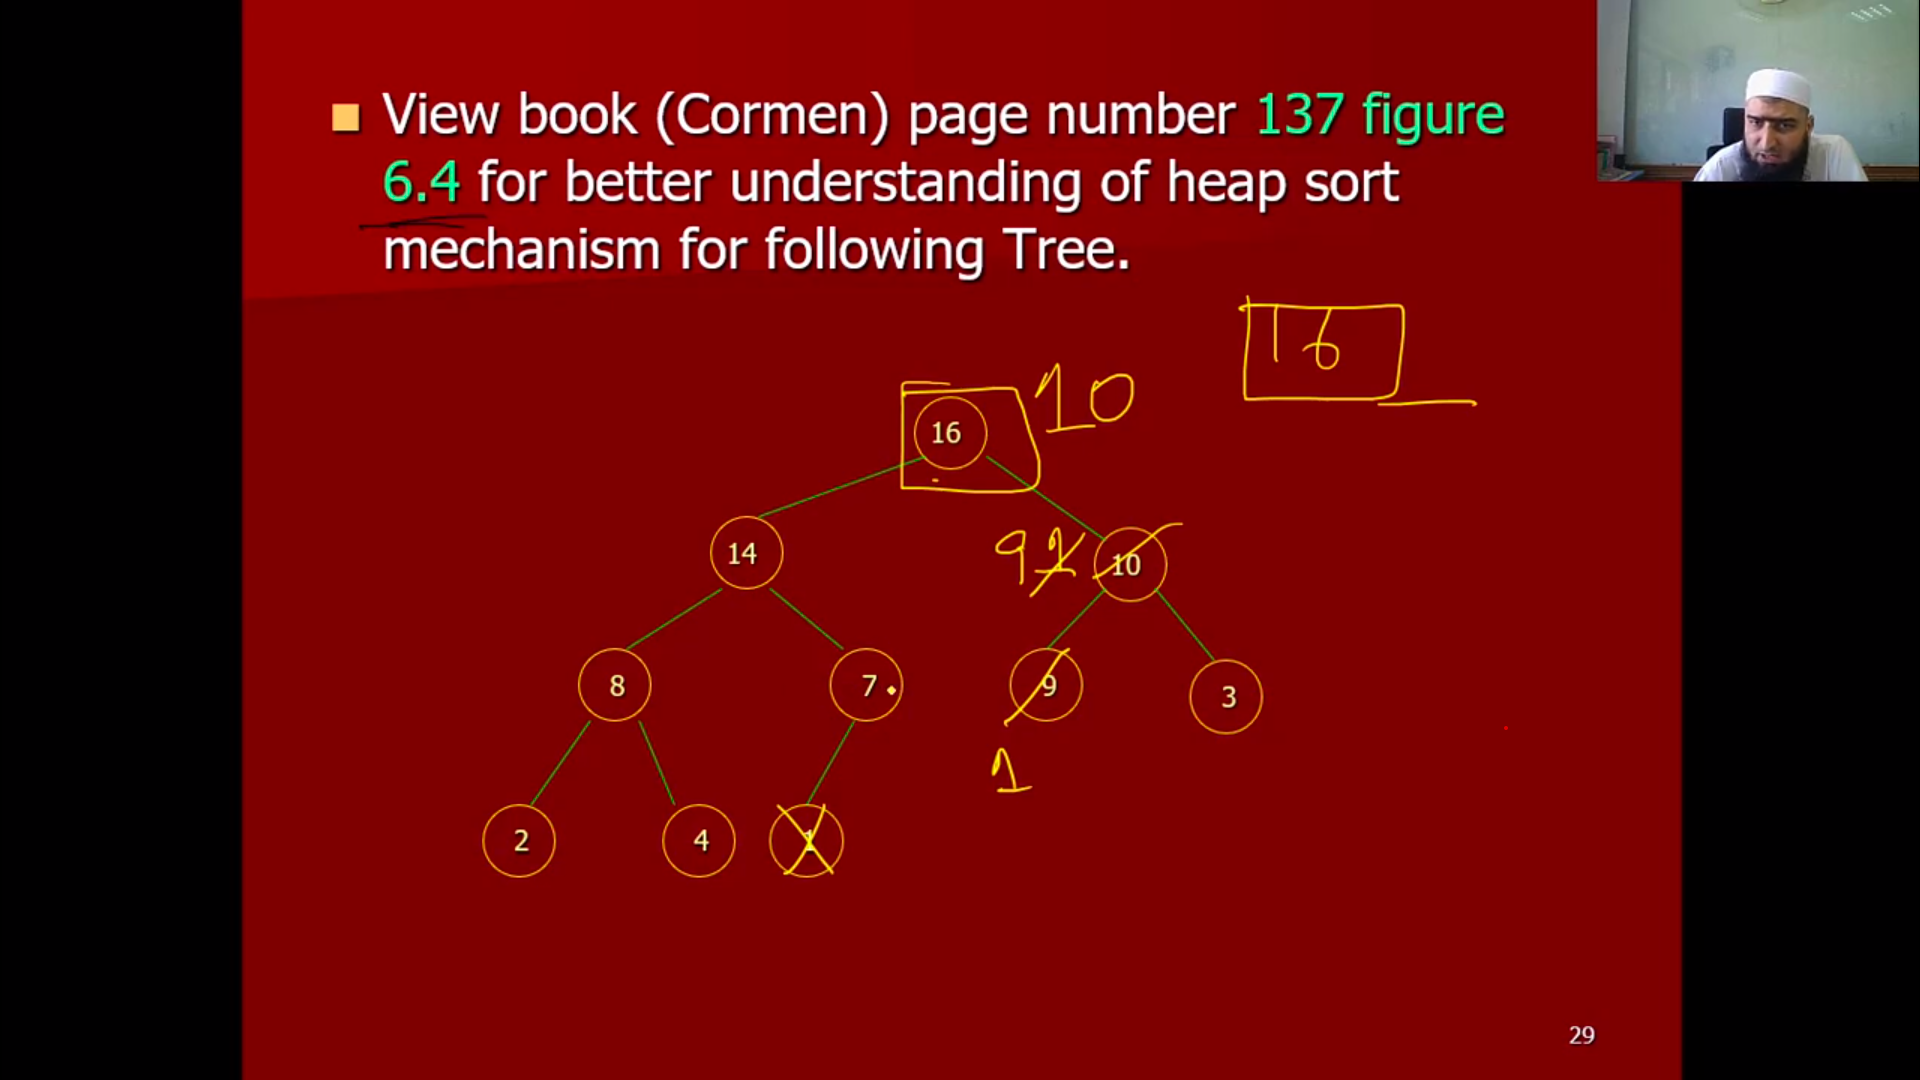 View book (Cormen) page number 137 figure
6.4 for better understanding of heap sort
mechanism for following Tree.
16
10
16
14
9 1 10
8 7 9 3
1
2 4 1
29